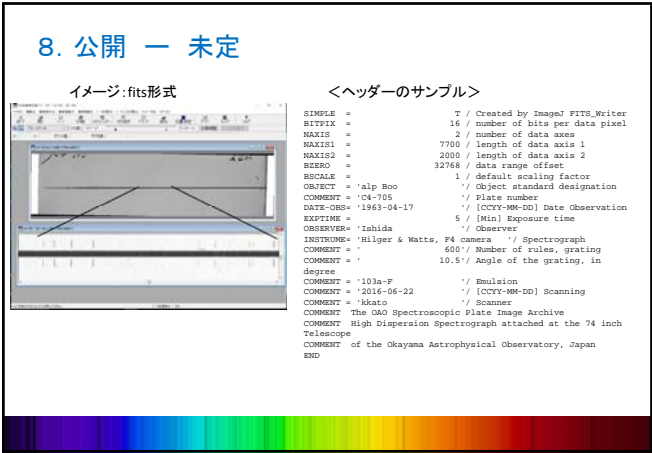 8．公開 ー 未定
イメージ：fits形式
＜ヘッダーのサンプル＞
SIMPLE  =                    T / Created by ImageJ FITS_Writer
BITPIX  =                   16 / number of bits per data pixel
NAXIS   =                    2 / number of data axes
NAXIS1  =                 7700 / length of data axis 1
NAXIS2  =                 2000 / length of data axis 2
BZERO   =                32768 / data range offset
BSCALE  =                    1 / default scaling factor
OBJECT  = 'alp Boo            '/ Object standard designation
COMMENT = 'C4-705             '/ Plate number
DATE-OBS= '1963-04-17         '/ [CCYY-MM-DD] Date Observation
EXPTIME =                    5 / [Min] Exposure time
OBSERVER= 'Ishida             '/ Observer
INSTRUME= 'Hilger & Watts, F4 camera   '/ Spectrograph
COMMENT = '                600'/ Number of rules, grating
COMMENT = '               10.5'/ Angle of the grating, in
degree
COMMENT = '103a-F             '/ Emulsion
COMMENT = '2016-06-22         '/ [CCYY-MM-DD] Scanning
COMMENT = 'kkato              '/ Scanner
COMMENT  The OAO Spectroscopic Plate Image Archive
COMMENT  High Dispersion Spectrograph attached at the 74 inch
Telescope
COMMENT  of the Okayama Astrophysical Observatory, Japan
END